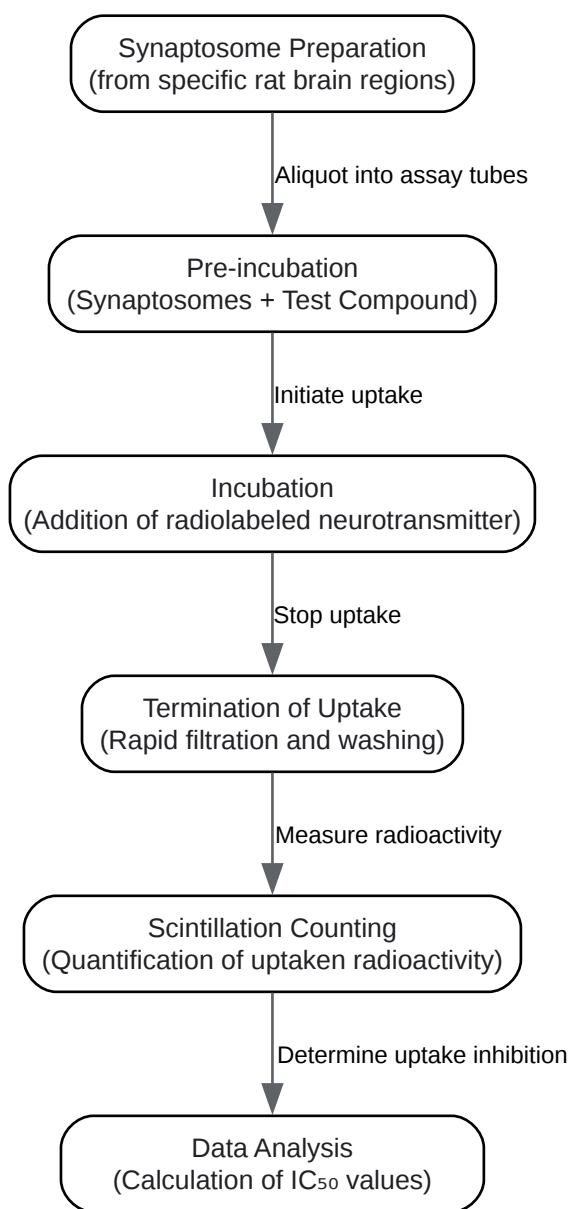 Synaptosome Preparation
(from specific rat brain regions)
Aliquot into assay tubes
Pre-incubation
(Synaptosomes + Test Compound)
Initiate uptake
Incubation
(Addition of radiolabeled neurotransmitter)
Stop uptake
Termination of Uptake
(Rapid filtration and washing)
Measure radioactivity
Scintillation Counting
(Quantification of uptaken radioactivity)
Determine uptake inhibition
Data Analysis
(Calculation of IC₅₀ values)